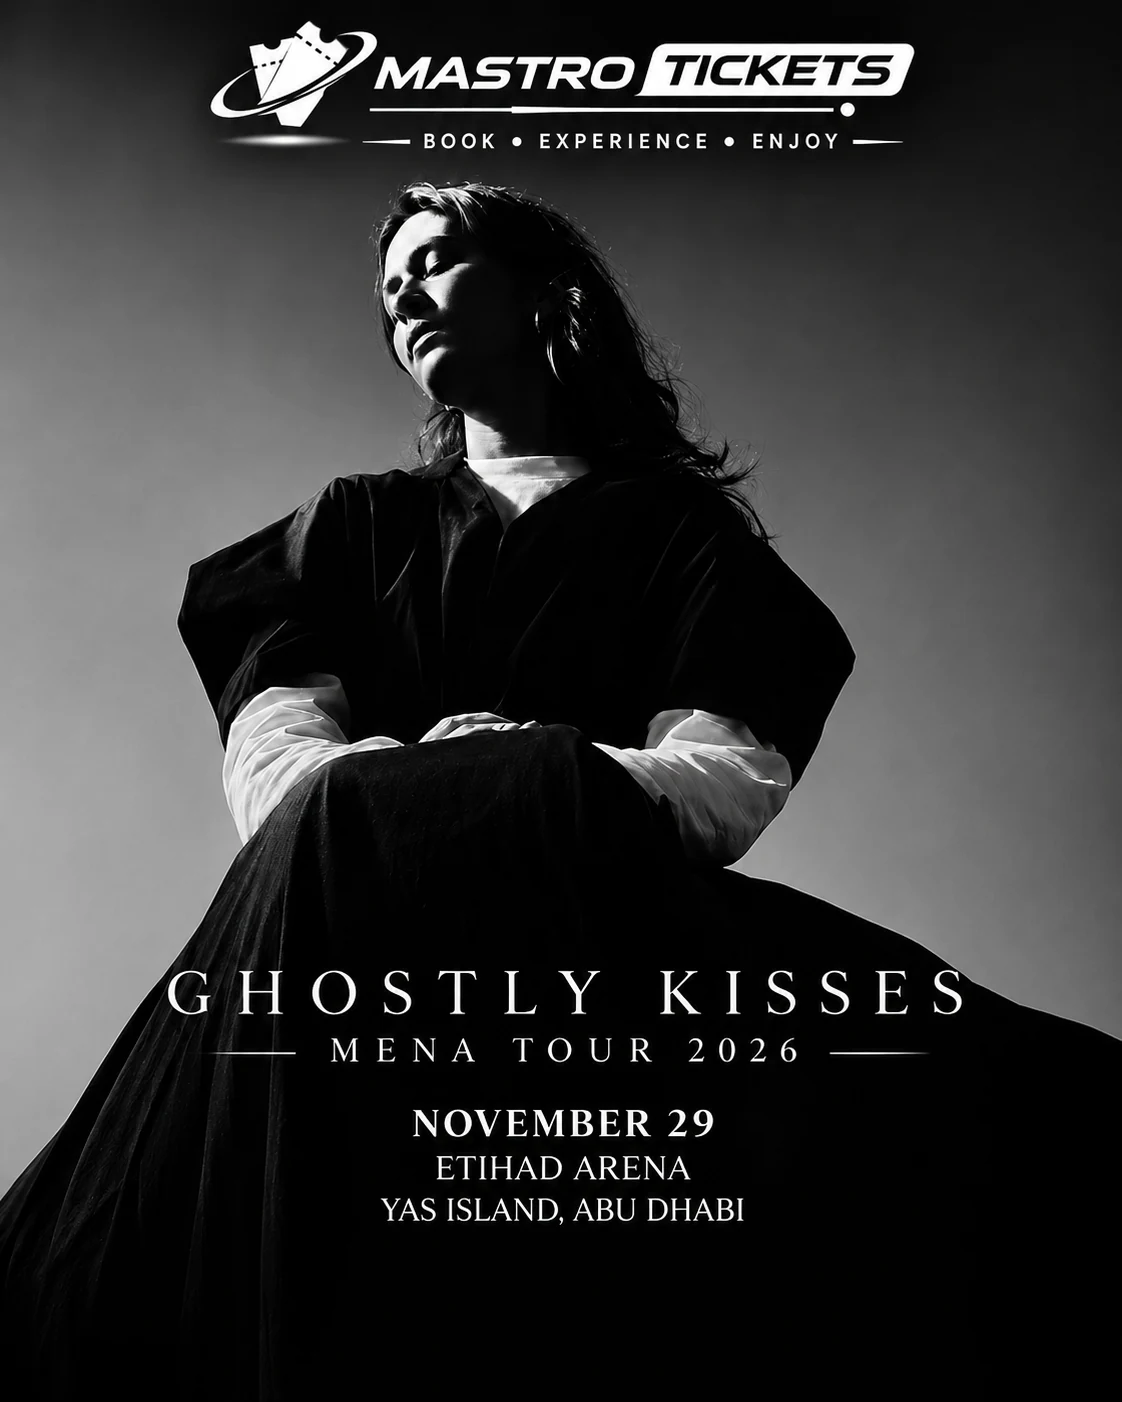 MASTRO TICKETS
BOOK • EXPERIENCE • ENJOY
GHOSTLY KISSES
MENA TOUR 2026
NOVEMBER 29
ETIHAD ARENA
YAS ISLAND, ABU DHABI